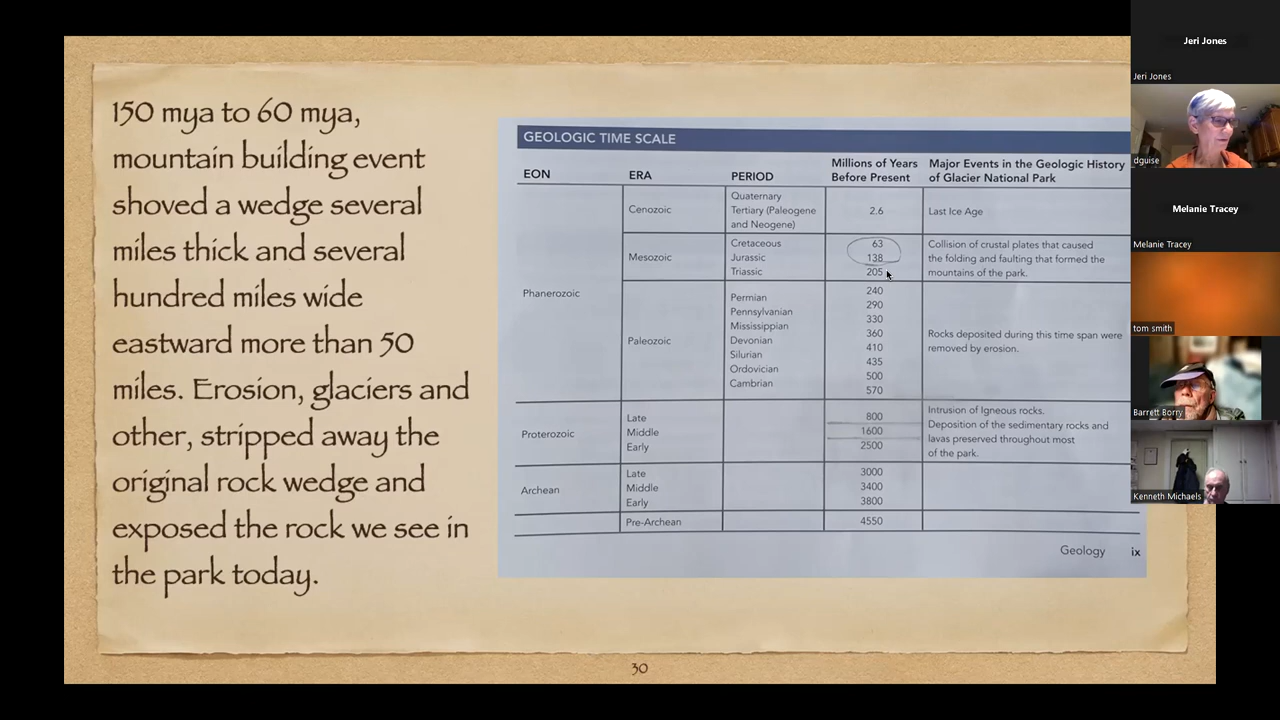 150 mya to 60 mya,
mountain building event
shoved a wedge several
miles thick and several
hundred miles wide
eastward more than 50
miles. Erosion, glaciers and
other, stripped away the
original rock wedge and
exposed the rock we see in
the park today.
GEOLOGIC TIME SCALE
EON ERA PERIOD Millions of Years Before Present Major Events in the Geologic History of Glacier National Park
Phanerozoic
Cenozoic
Quaternary
Tertiary (Paleogene
and Neogene)
2.6
Last Ice Age
Mesozoic
Cretaceous 63
Jurassic 138
Triassic 205
Collision of crustal plates that caused
the folding and faulting that formed the
mountains of the park.
Paleozoic
240
Permian 290
Pennsylvanian 330
Mississippian 360
Devonian 410
Silurian 435
Ordovician 500
Cambrian 570
Rocks deposited during this time span were
removed by erosion.
Proterozoic
Late 800
Middle 1600
Early 2500
Intrusion of Igneous rocks.
Deposition of the sedimentary rocks and
lavas preserved throughout most
of the park.
Archean
Late 3000
Middle 3400
Early 3800
Pre-Archean 4550
Geology ix
30
Jeri Jones
Jeri Jones
dguise
Melanie Tracey
Melanie Tracey
tom smith
Barrett Borry
Kenneth Michaels